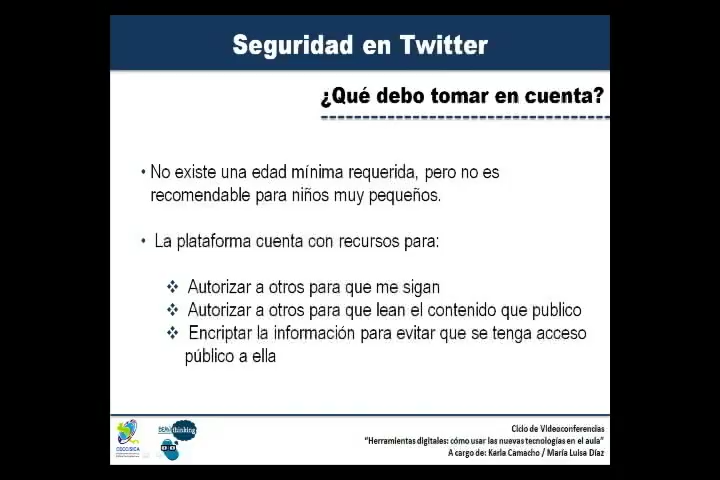 Seguridad en Twitter
¿Qué debo tomar en cuenta?
• No existe una edad mínima requerida, pero no es
recomendable para niños muy pequeños.
• La plataforma cuenta con recursos para:
❖ Autorizar a otros para que me sigan
❖ Autorizar a otros para que lean el contenido que publico
❖ Encriptar la información para evitar que se tenga acceso
público a ella
CECC/SICA
thinking
Ciclo de Videoconferencias
"Herramientas digitales: cómo usar las nuevas tecnologías en el aula"
A cargo de: Karla Camacho / María Luisa Díaz